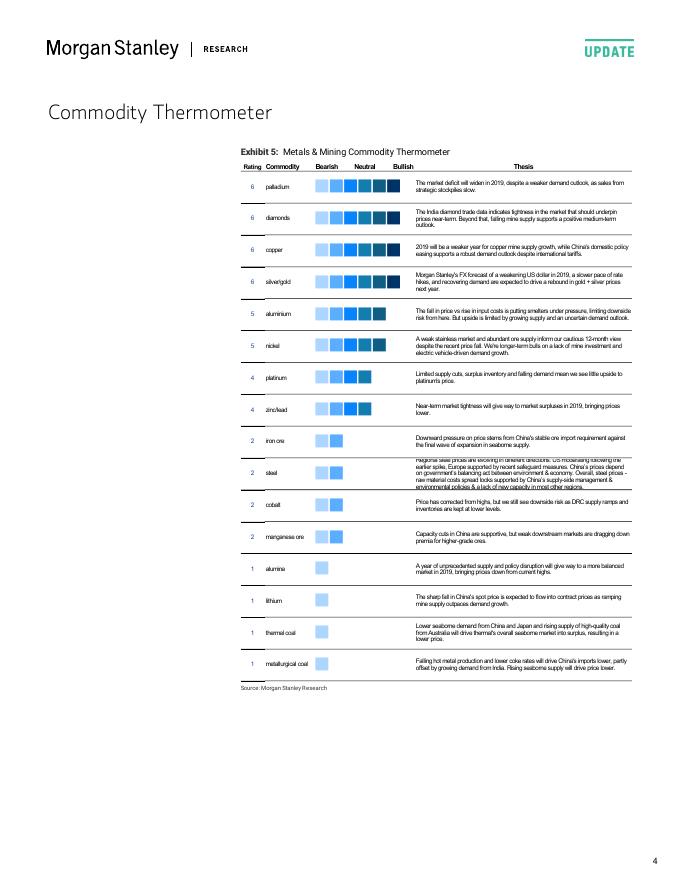 Morgan Stanley | RESEARCH
UPDATE
Commodity Thermometer
Exhibit 5: Metals & Mining Commodity Thermometer
Rating Commodity Bearish Neutral Bullish Thesis
6 palladium
The market deficit will widen in 2019, despite a weaker demand outlook, as sales from
strategic stockpiles slow.
6 diamonds
The India diamond trade data indicates tightness in the market that should underpin
prices near-term. Beyond that, falling mine supply supports a positive medium-term
outlook.
6 copper
2019 will be a weaker year for copper mine supply growth, while China's domestic policy
easing supports a robust demand outlook despite international tariffs.
6 silver/gold
Morgan Stanley's FX forecast of a weakening US dollar in 2019, a slower pace of rate
hikes, and recovering demand are expected to drive a rebound in gold + silver prices
next year.
5 aluminium
The fall in price vs rise in input costs is putting smelters under pressure, limiting downside
risk from here. But upside is limited by growing supply and an uncertain demand outlook.
5 nickel
A weak stainless market and abundant ore supply inform our cautious 12-month view
despite the recent price fall. We're longer-term bulls on a lack of mine investment and
electric vehicle-driven demand growth.
4 platinum
Limited supply cuts, surplus inventory and falling demand mean we see little upside to
platinum's price.
4 zinc/lead
Near-term market tightness will give way to market surpluses in 2019, bringing prices
lower.
2 iron ore
Downward pressure on price stems from China's stable ore import requirement against
the final wave of expansion in seaborne supply.
2 steel
Regional steel prices are evolving in different directions: US moderating following the
earlier spike, Europe supported by recent safeguard measures. China's prices depend
on government's balancing act between environment & economy. Overall, steel prices -
raw material costs spread looks supported by China's supply-side management &
environmental policies & a lack of new capacity in most other regions.
2 cobalt
Price has corrected from highs, but we still see downside risk as DRC supply ramps and
inventories are kept at lower levels.
2 manganese ore
Capacity cuts in China are supportive, but weak downstream markets are dragging down
premia for higher-grade ores.
1 alumina
A year of unprecedented supply and policy disruption will give way to a more balanced
market in 2019, bringing prices down from current highs.
1 lithium
The sharp fall in China's spot price is expected to flow into contract prices as ramping
mine supply outpaces demand growth.
1 thermal coal
Lower seaborne demand from China and Japan and rising supply of high-quality coal
from Australia will drive thermal's overall seaborne market into surplus, resulting in a
lower price.
1 metallurgical coal
Falling hot metal production and lower coke rates will drive China's imports lower, partly
offset by growing demand from India. Rising seaborne supply will drive price lower.
Source: Morgan Stanley Research
4